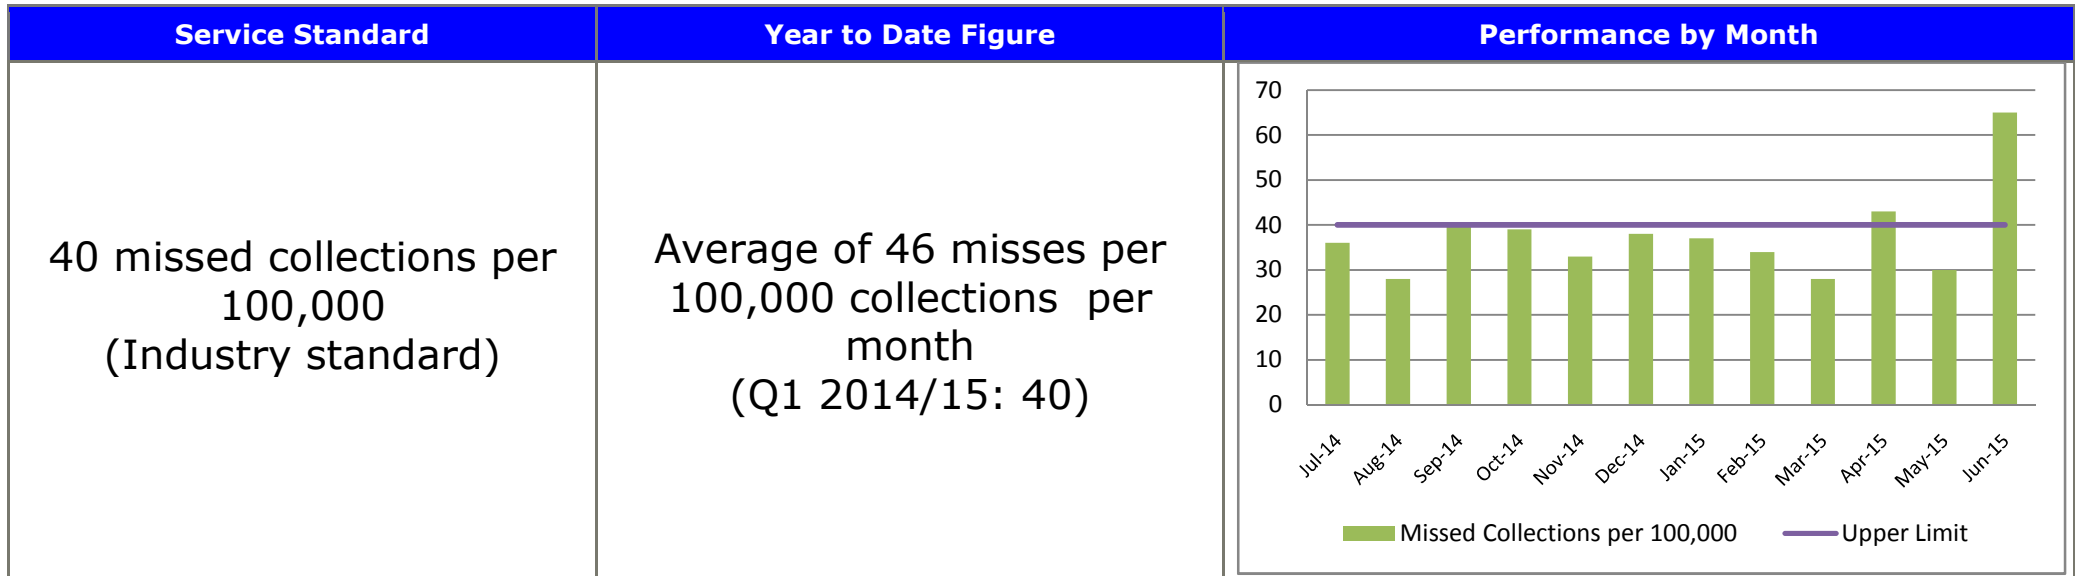 Service Standard
Year to Date Figure
Performance by Month
40 missed collections per
100,000
(Industry standard)
Average of 46 misses per
100,000 collections  per
month
(Q1 2014/15: 40)
70
60
50
40
30
20
10
0
Jul-14
Aug-14
Sep-14
Oct-14
Nov-14
Dec-14
Jan-15
Feb-15
Mar-15
Apr-15
May-15
Jun-15
Missed Collections per 100,000
Upper Limit